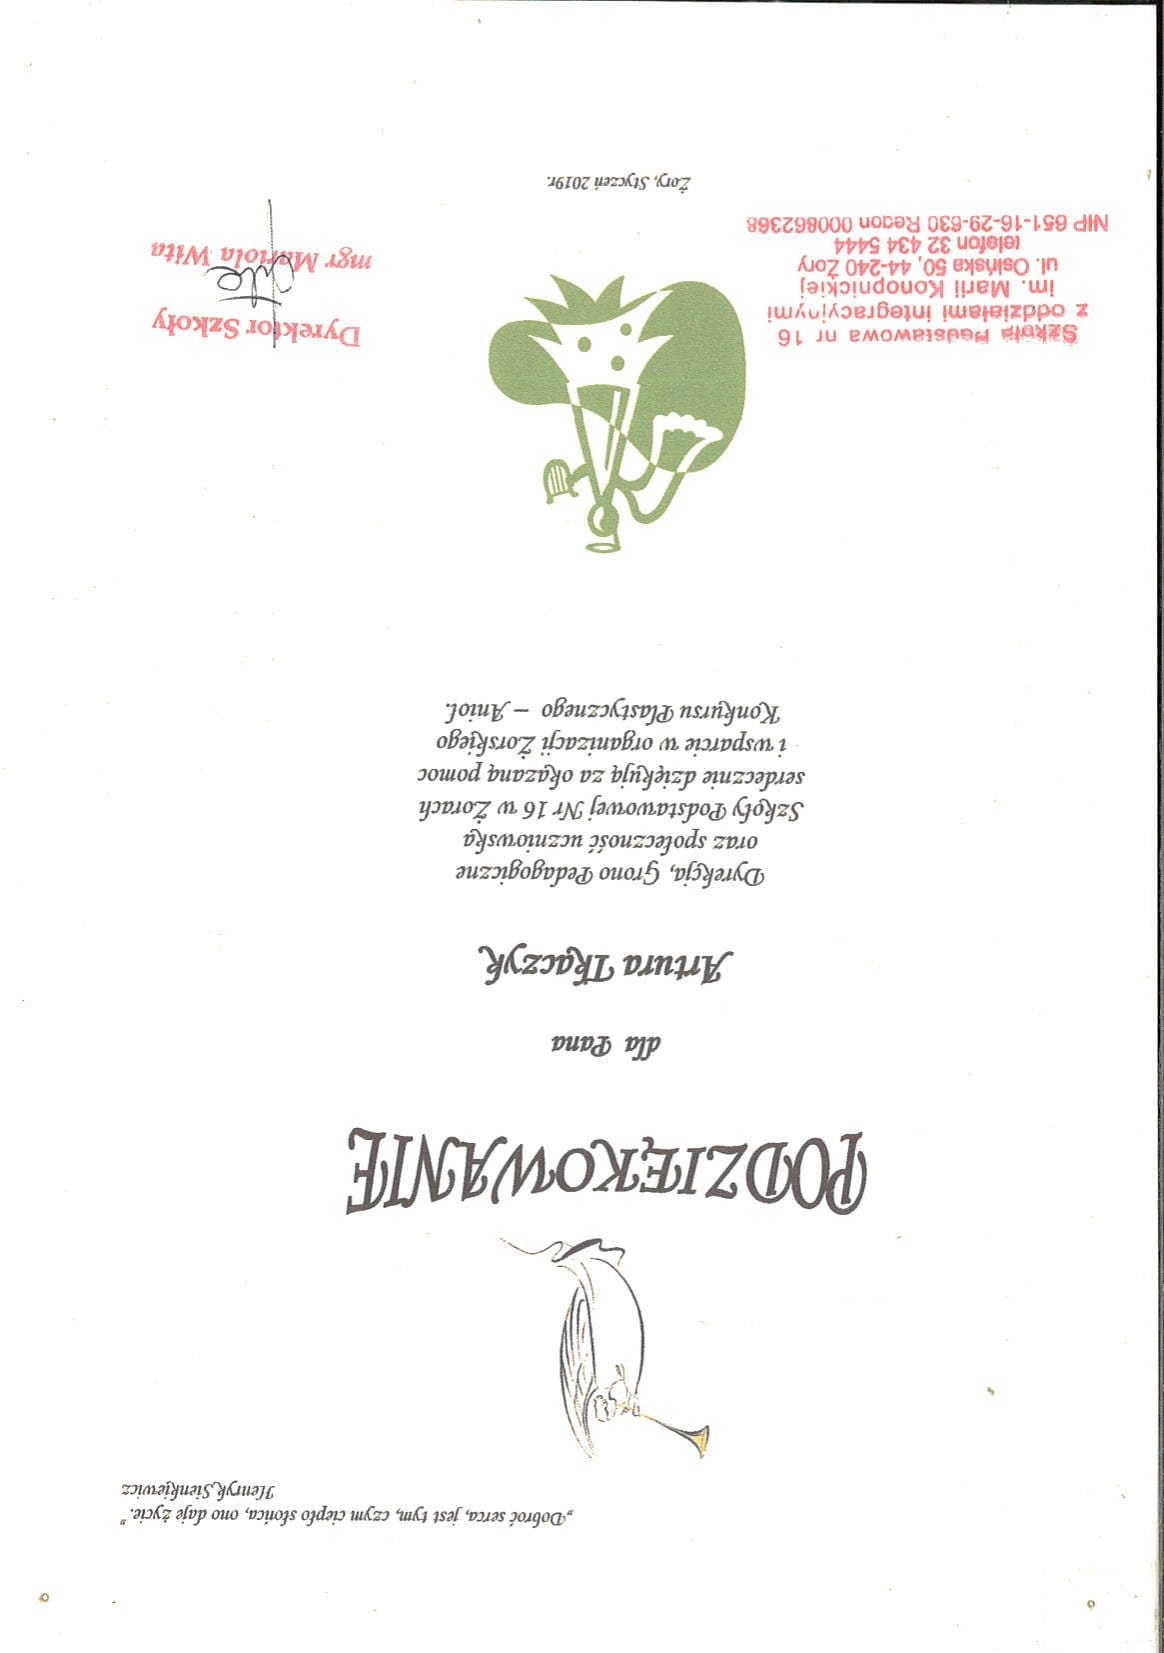 „Dobroć serca, jest tym, czym ciepło słońca, ono daje życie.”
Henryk Sienkiewicz
PODZIĘKOWANIE
dla Pana
Artura Tkaczyk
Dyrekcja, Grono Pedagogiczne
oraz społeczność uczniowska
Szkoły Podstawowej Nr 16 w Żorach
serdecznie dziękują za okazaną pomoc
i wsparcie w organizacji Żorskiego
Konkursu Plastycznego – Anioł.
Szkoła Podstawowa nr 16
z oddziałami integracyjnymi
im. Marii Konopnickiej
ul. Osińska 50, 44-240 Żory
telefon 32 434 5444
NIP 651-16-29-630 Regon 000862368
Dyrektor Szkoły
Wita
mgr Mariola Wita
Żory, Styczeń 2019r.